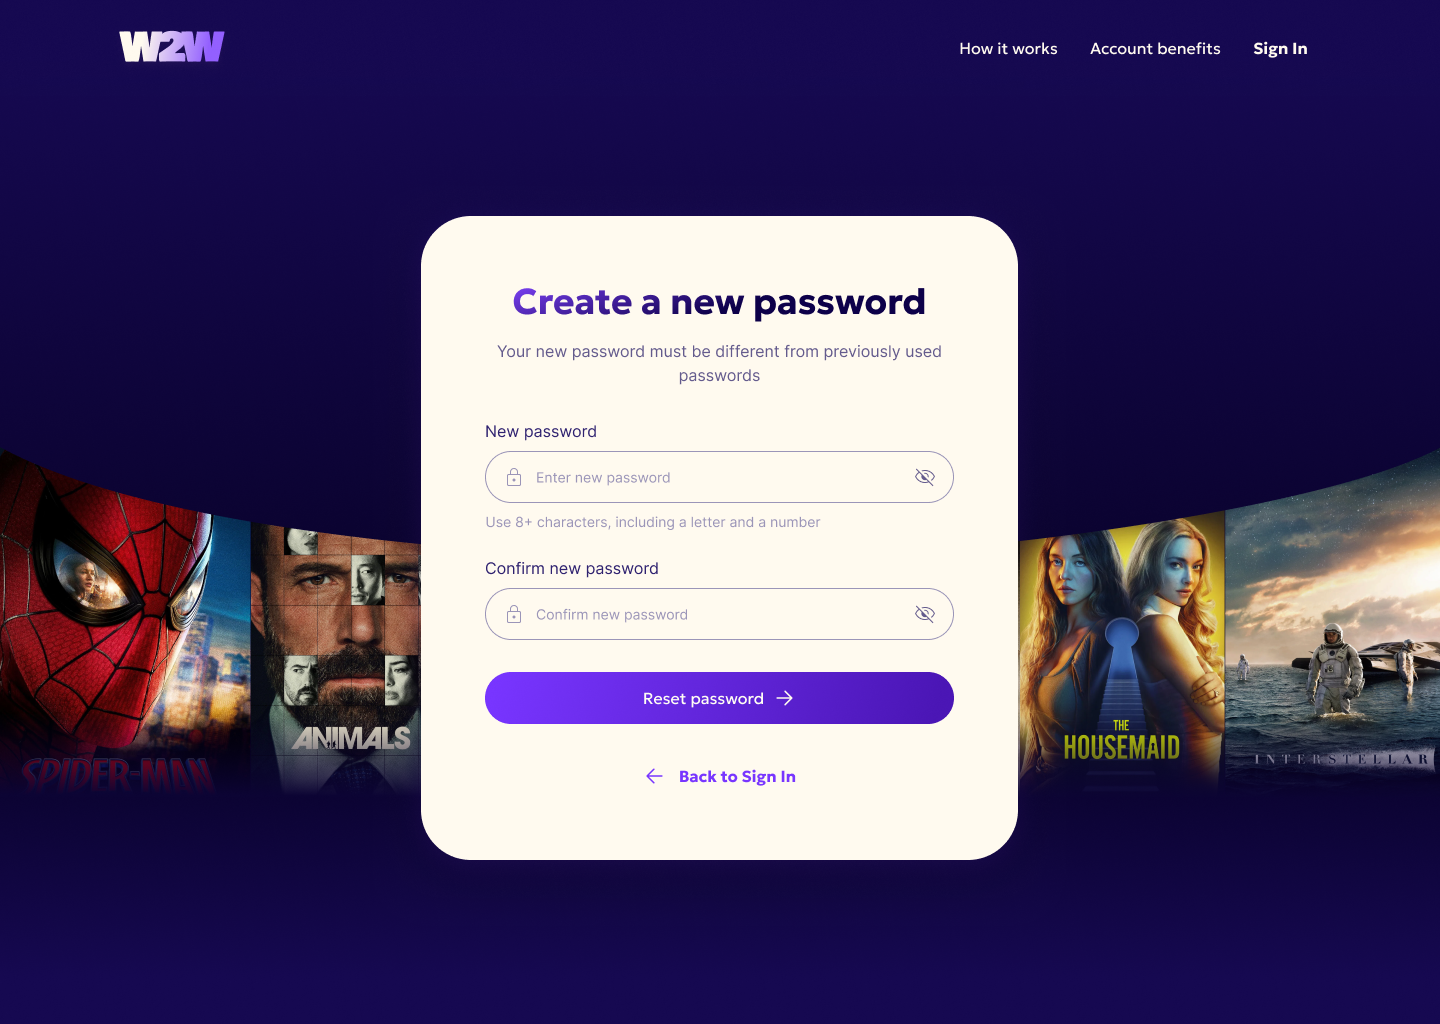 W2W
How it works
Account benefits
Sign In
Create a new password
Your new password must be different from previously used
passwords
New password
Enter new password
Use 8+ characters, including a letter and a number
Confirm new password
Confirm new password
Reset password
Back to Sign In
SPIDER-MAN
ANIMALS
THE
HOUSEMAID
INTERSTELLAR